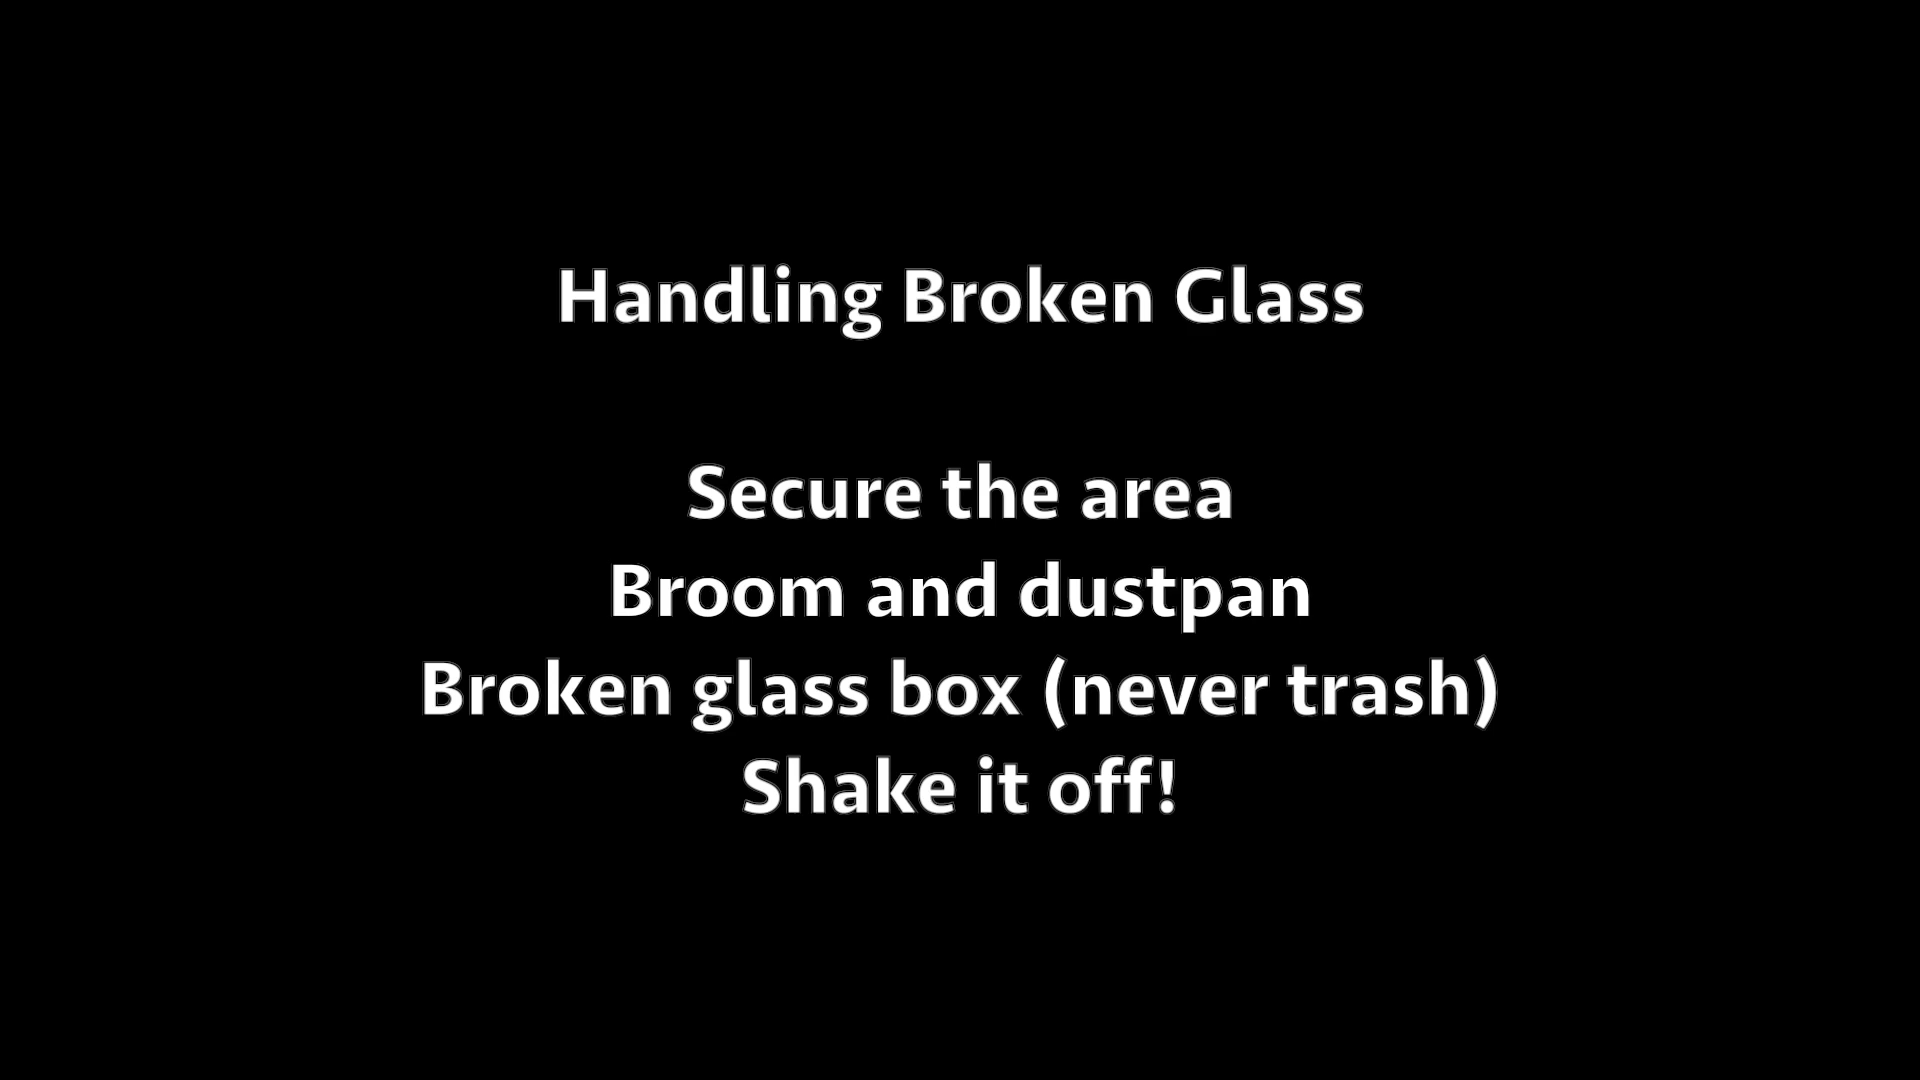 Handling Broken Glass
Secure the area
Broom and dustpan
Broken glass box (never trash)
Shake it off!